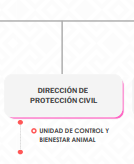 DIRECCIÓN DE
PROTECCIÓN CIVIL
UNIDAD DE CONTROL Y
BIENESTAR ANIMAL